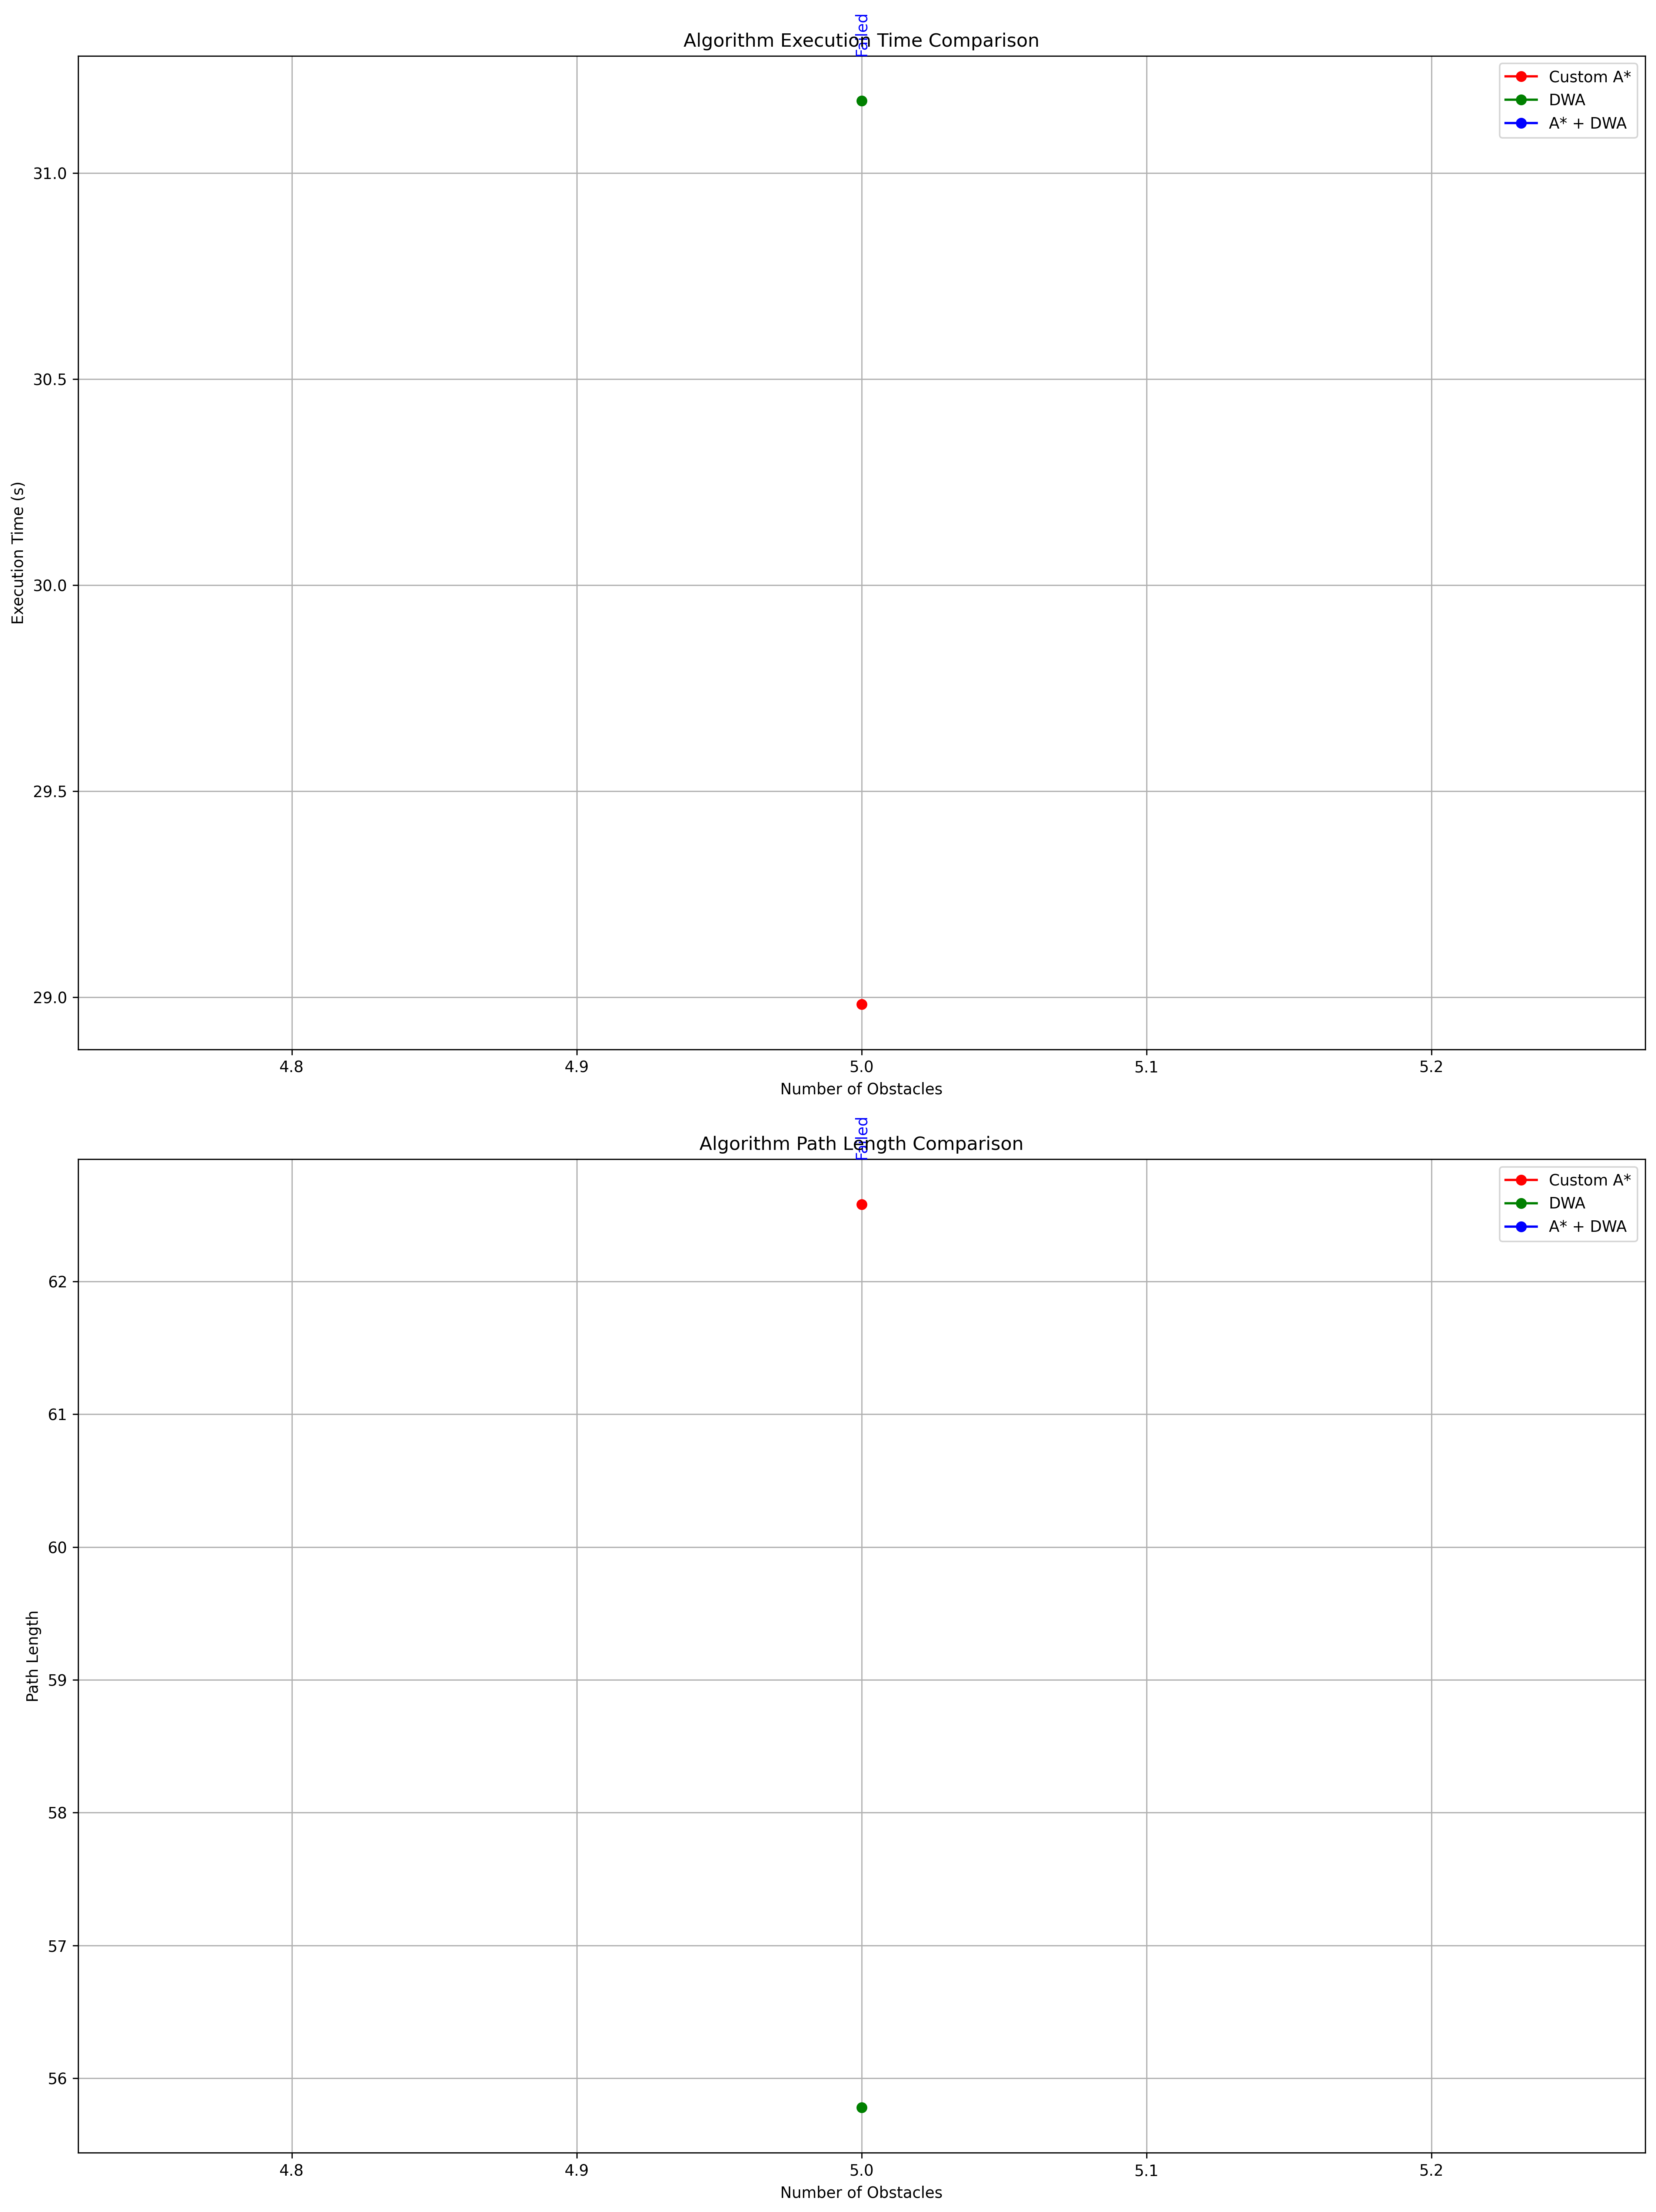 Failed
Algorithm Execution Time Comparison
Custom A*
DWA
A* + DWA
31.0
30.5
30.0
29.5
29.0
Execution Time (s)
4.8 4.9 5.0 5.1 5.2
Number of Obstacles
Failed
Algorithm Path Length Comparison
Custom A*
DWA
A* + DWA
62
61
60
59
58
57
56
Path Length
4.8 4.9 5.0 5.1 5.2
Number of Obstacles